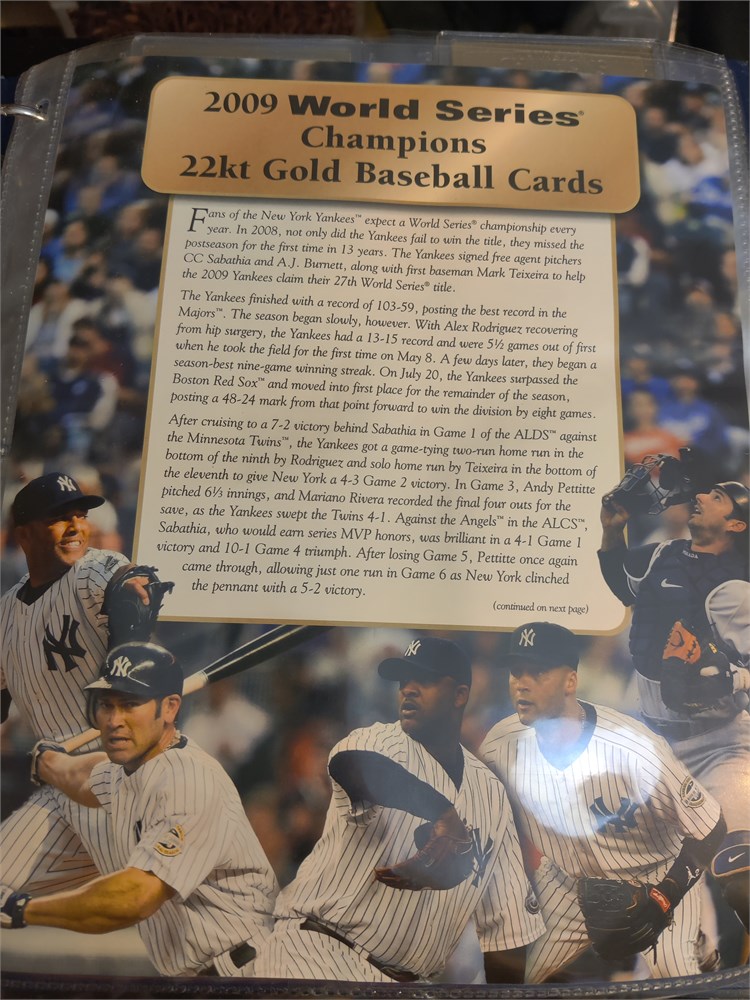 2009 World Series®
Champions
22kt Gold Baseball Cards
Fans of the New York Yankees™ expect a World Series® championship every
year. In 2008, not only did the Yankees fail to win the title, they missed the
postseason for the first time in 13 years. The Yankees signed free agent pitchers
CC Sabathia and A.J. Burnett, along with first baseman Mark Teixeira to help
the 2009 Yankees claim their 27th World Series® title.
The Yankees finished with a record of 103-59, posting the best record in the
Majors™. The season began slowly, however. With Alex Rodriguez recovering
from hip surgery, the Yankees had a 13-15 record and were 5½ games out of first
when he took the field for the first time on May 8. A few days later, they began a
season-best nine-game winning streak. On July 20, the Yankees surpassed the
Boston Red Sox™ and moved into first place for the remainder of the season,
posting a 48-24 mark from that point forward to win the division by eight games.
After cruising to a 7-2 victory behind Sabathia in Game 1 of the ALDS™ against
the Minnesota Twins™, the Yankees got a game-tying two-run home run in the
bottom of the ninth by Rodriguez and solo home run by Teixeira in the bottom of
the eleventh to give New York a 4-3 Game 2 victory. In Game 3, Andy Pettitte
pitched 6⅓ innings, and Mariano Rivera recorded the final four outs for the
save, as the Yankees swept the Twins 4-1. Against the Angels™ in the ALCS™,
Sabathia, who would earn series MVP honors, was brilliant in a 4-1 Game 1
victory and 10-1 Game 4 triumph. After losing Game 5, Pettitte once again
came through, allowing just one run in Game 6 as New York clinched
the pennant with a 5-2 victory.
(continued on next page)